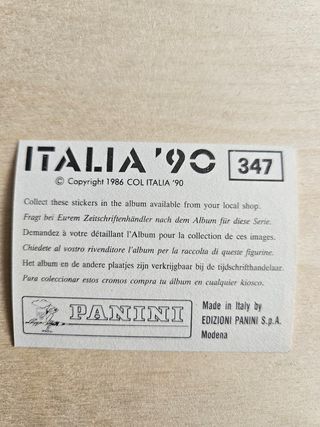 ITALIA '90
347
© Copyright 1986 COL ITALIA '90
Collect these stickers in the album available from your local shop.
Fragt bei Eurem Zeitschriftenhändler nach dem Album für diese Serie.
Demandez à votre détaillant l'Album pour la collection de ces images.
Chiedete al vostro rivenditore l'album per la raccolta di queste figurine.
Het album en de andere plaatjes zijn verkrijgbaar bij de tijdschrifthandelaar.
Para coleccionar estos cromos compra tu álbum en cualquier kiosco.
PANINI
Made in Italy by
EDIZIONI PANINI S.p.A.
Modena